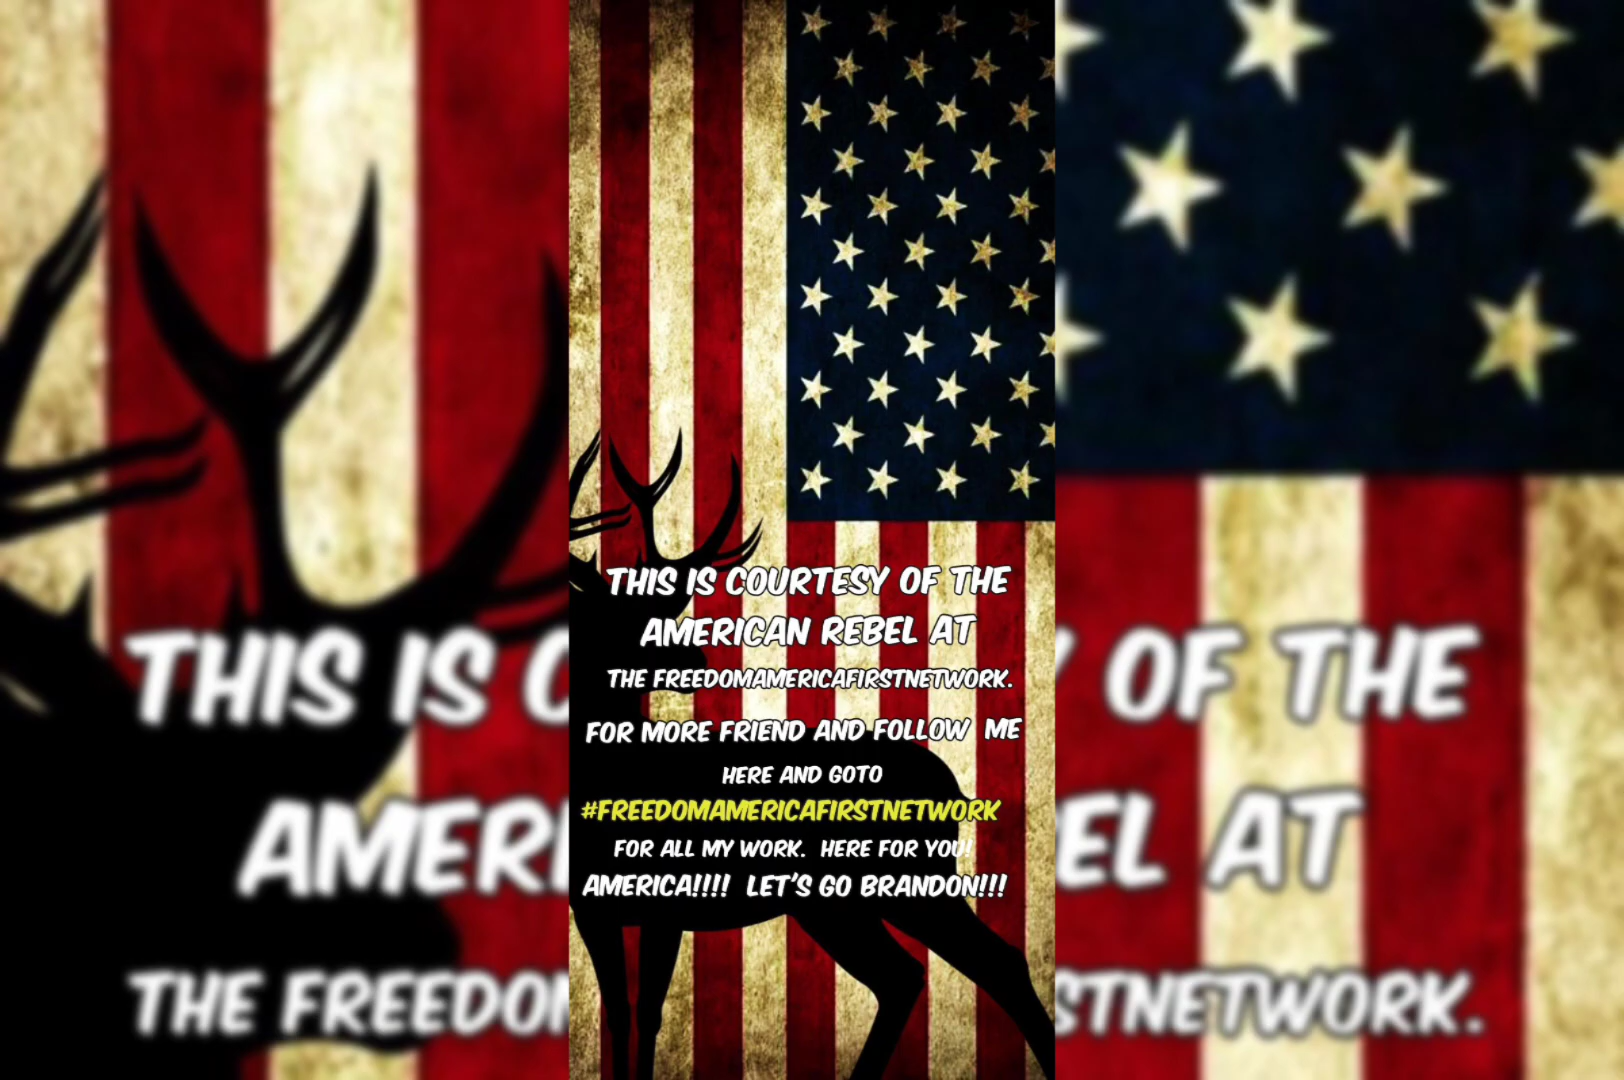 THIS IS COURTESY OF THE
AMERICAN REBEL AT
THE FREEDOMAMERICAFIRSTNETWORK.
FOR MORE FRIEND AND FOLLOW ME
HERE AND GOTO
#FREEDOMAMERICAFIRSTNETWORK
FOR ALL MY WORK. HERE FOR YOU!
AMERICA!!!! LET'S GO BRANDON!!!